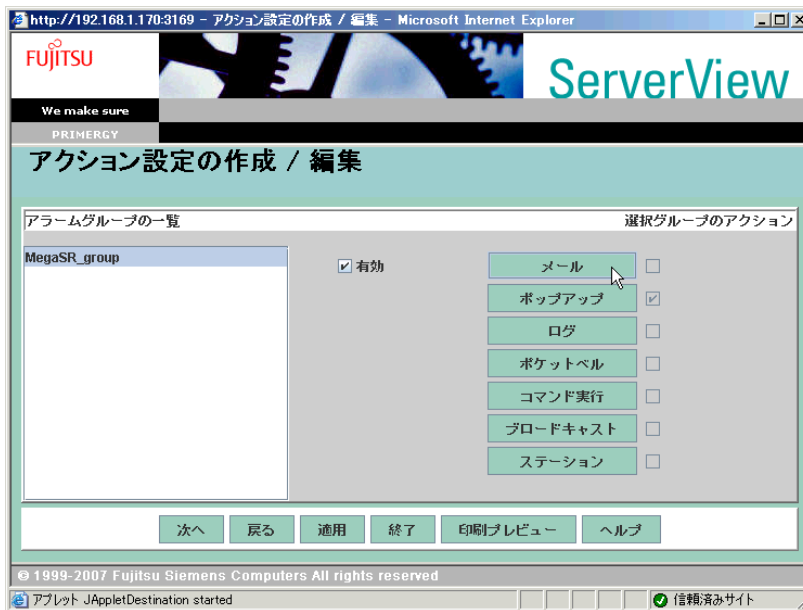 http://192.168.1.170:3169 - アクション設定の作成 / 編集 - Microsoft Internet Explorer
FUJITSU
ServerView
We make sure
PRIMERGY
アクション設定の作成 / 編集
アラームグループの一覧
選択グループのアクション
MegaSR_group
有効
メール
ポップアップ
ログ
ポケットベル
コマンド実行
ブロードキャスト
ステーション
次へ 戻る 適用 終了 印刷プレビュー ヘルプ
© 1999-2007 Fujitsu Siemens Computers All rights reserved
アプレット JAppletDestination started
信頼済みサイト